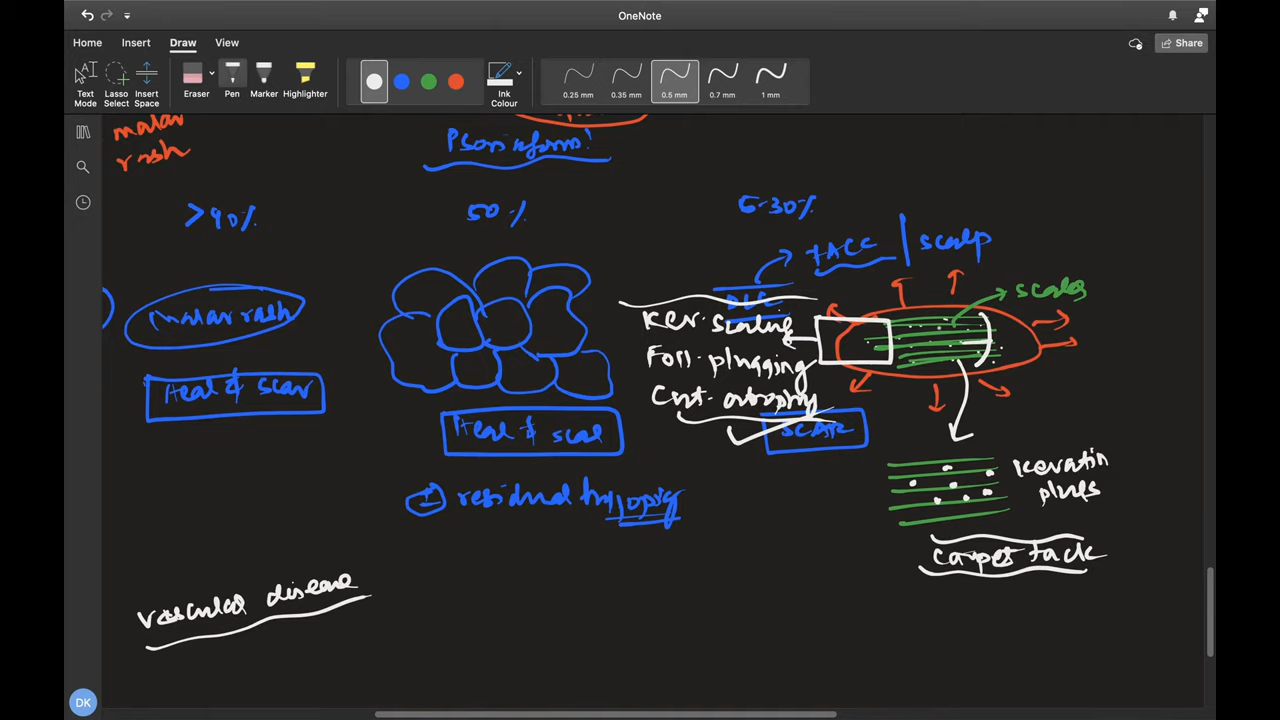 OneNote
Home Insert Draw View
Share
Text Mode
Lasso Select
Insert Space
Eraser
Pen
Marker
Highlighter
Ink Colour
0.25 mm
0.35 mm
0.5 mm
0.7 mm
1 mm
malar
rash
Psoriaform!
>90%
50%
5-30%
FACE | scalp
DLE
scales
malar rash
Ker. scaling
Foll. plugging
Cut. atrophy
Heal & scar
Heal & scar
SCAR
± residual hypopig
Keratin
plugs
carpet tack
vascular disease
DK